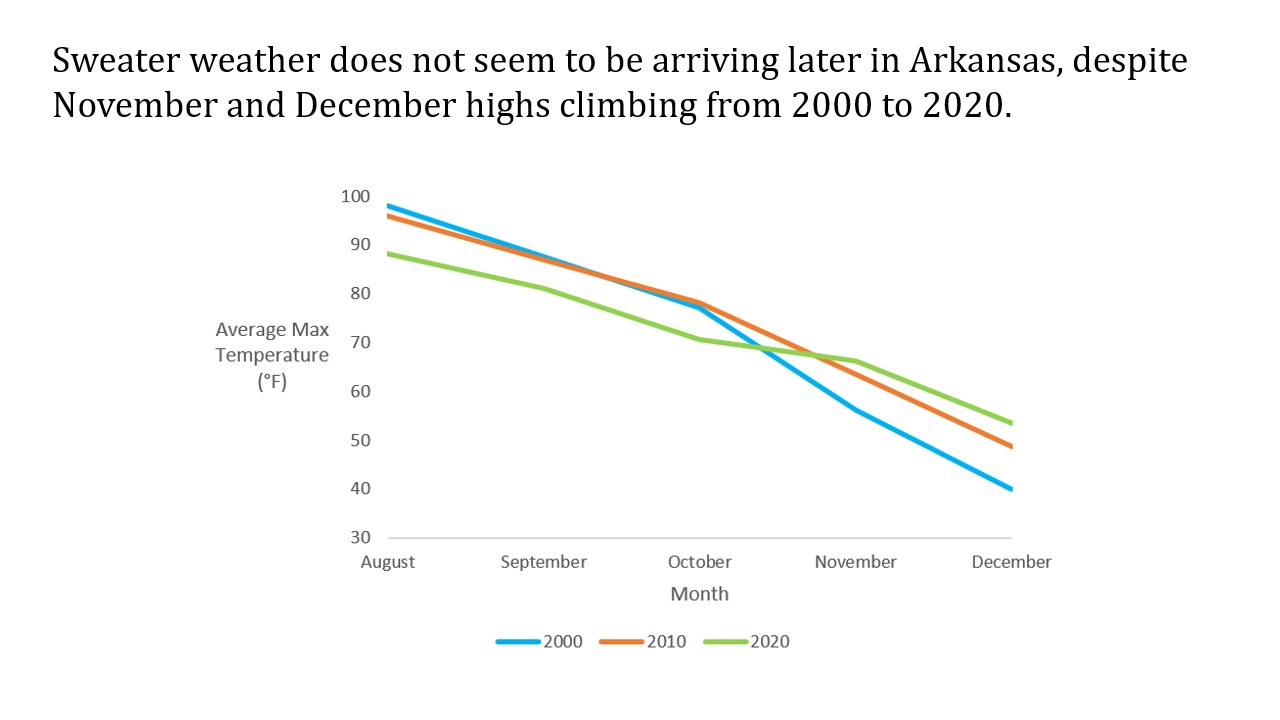 Sweater weather does not seem to be arriving later in Arkansas, despite
November and December highs climbing from 2000 to 2020.
100
90
80
70
60
50
40
30
Average Max
Temperature
(°F)
August September October November December
Month
2000 2010 2020